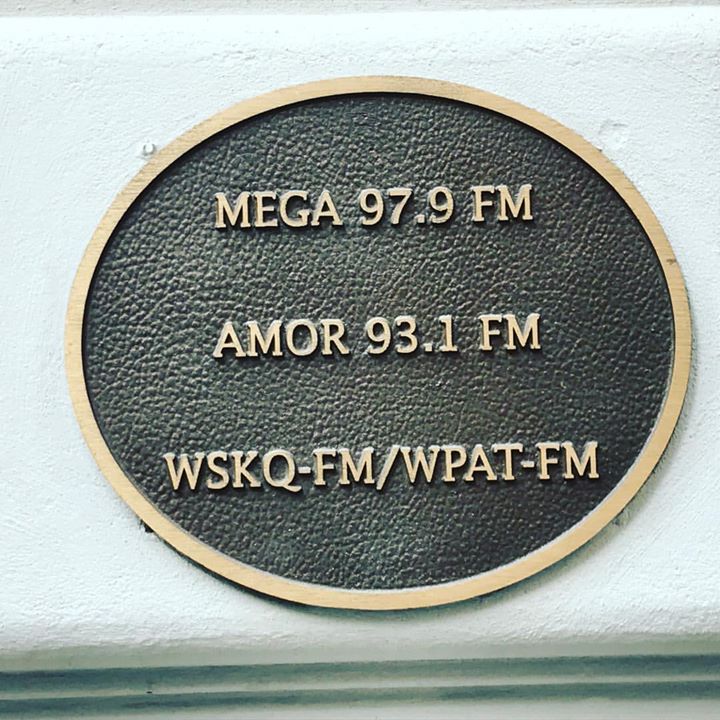 MEGA 97.9 FM
AMOR 93.1 FM
WSKQ-FM/WPAT-FM